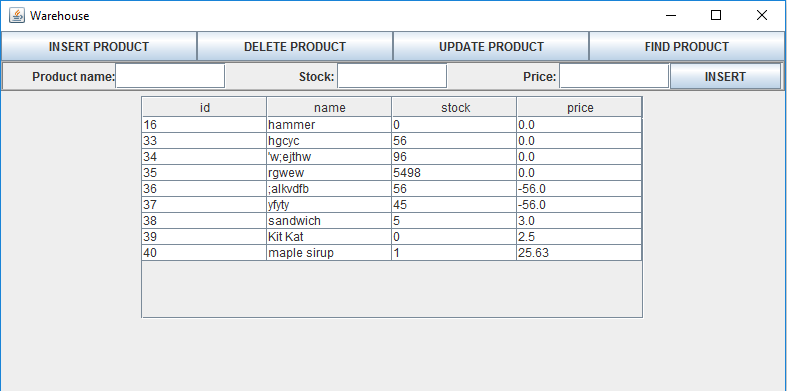 Warehouse
INSERT PRODUCT DELETE PRODUCT UPDATE PRODUCT FIND PRODUCT
Product name: Stock: Price: INSERT
id name stock price
16 hammer 0 0.0
33 hgcyc 56 0.0
34 'w;ejthw 96 0.0
35 rgwew 5498 0.0
36 ;alkvdfb 56 -56.0
37 yfyty 45 -56.0
38 sandwich 5 3.0
39 Kit Kat 0 2.5
40 maple sirup 1 25.63